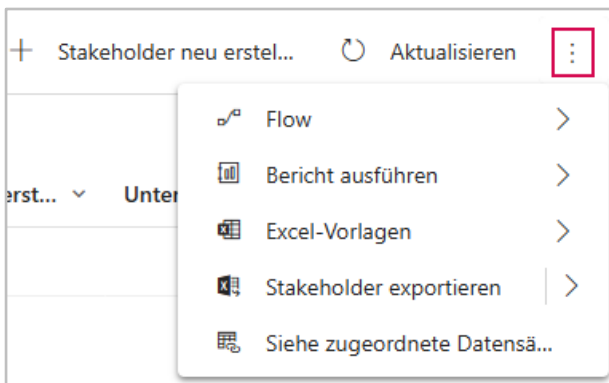 Stakeholder neu erstel...
Aktualisieren
Flow
Bericht ausführen
erst...
Unter
Excel-Vorlagen
Stakeholder exportieren
Siehe zugeordnete Datensä...